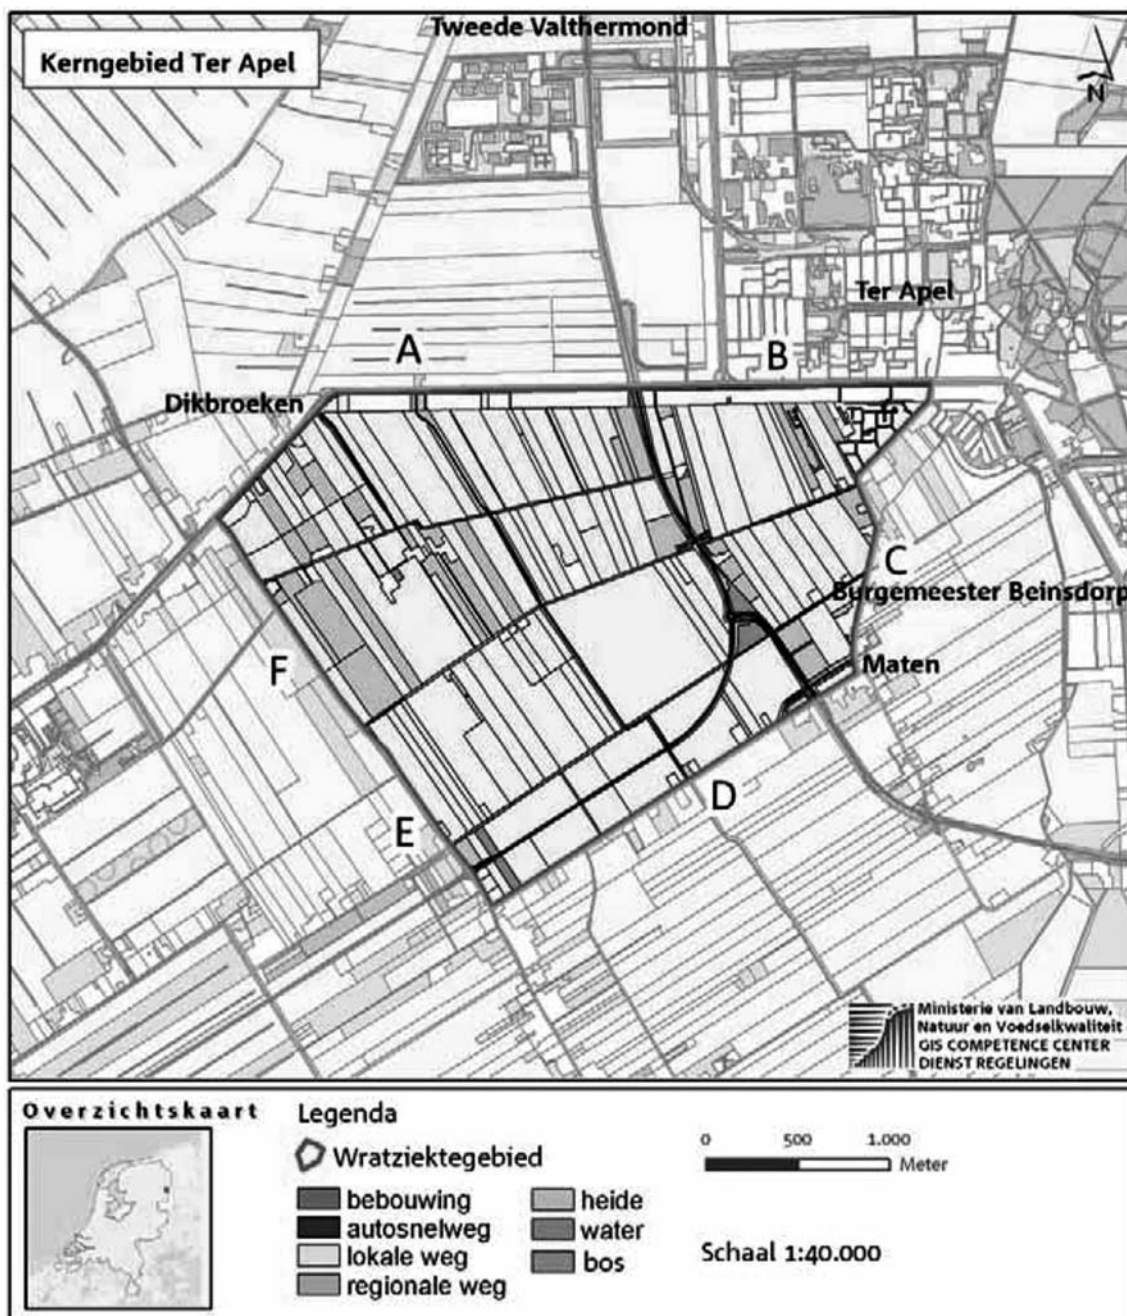 Tweede Valthermond
Kerngebied Ter Apel
N
Ter Apel
A
B
Dikbroeken
C
Burgemeester Beinsdorp
Maten
F
D
E
Ministerie van Landbouw,
Natuur en Voedselkwaliteit
GIS COMPETENCE CENTER
DIENST REGELINGEN
Overzichtskaart
Legenda
Wratziektegebied
bebouwing
autosnelweg
lokale weg
regionale weg
heide
water
bos
0 500 1.000
Meter
Schaal 1:40.000